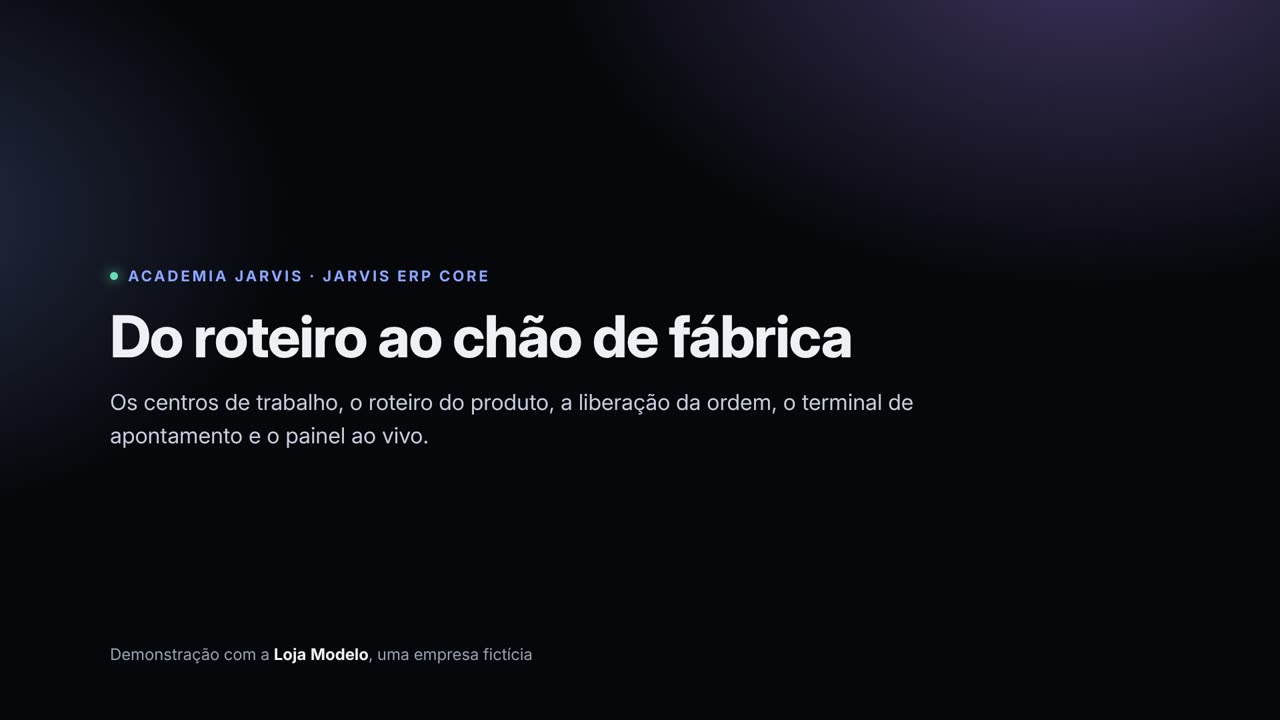 ACADEMIA JARVIS · JARVIS ERP CORE
Do roteiro ao chão de fábrica
Os centros de trabalho, o roteiro do produto, a liberação da ordem, o terminal de
apontamento e o painel ao vivo.
Demonstração com a Loja Modelo, uma empresa fictícia